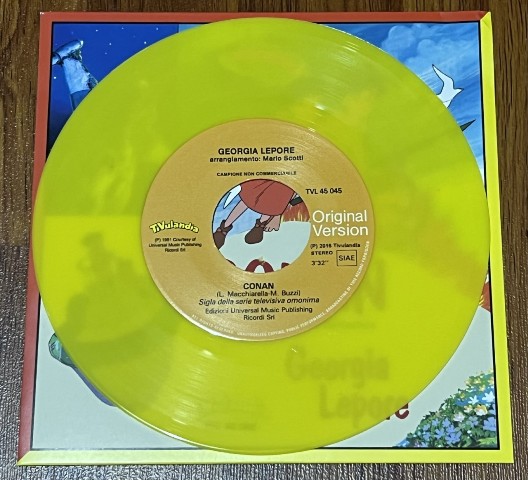 GEORGIA LEPORE
arrangiamento: Mario Scotti
CAMPIONE NON COMMERCIABILE
TVL 45 045
TiVulandia
Original
Version
(P) 1981 Courtesy of
Universal Music Publishing
Ricordi Srl
(P) 2016 Tivulandia
STEREO
3'32"
SIAE
CONAN
(L. Macchiarella-M. Buzzi)
Sigla della serie televisiva omonima
Edizioni Universal Music Publishing
Ricordi Srl
Georgia
Lepore